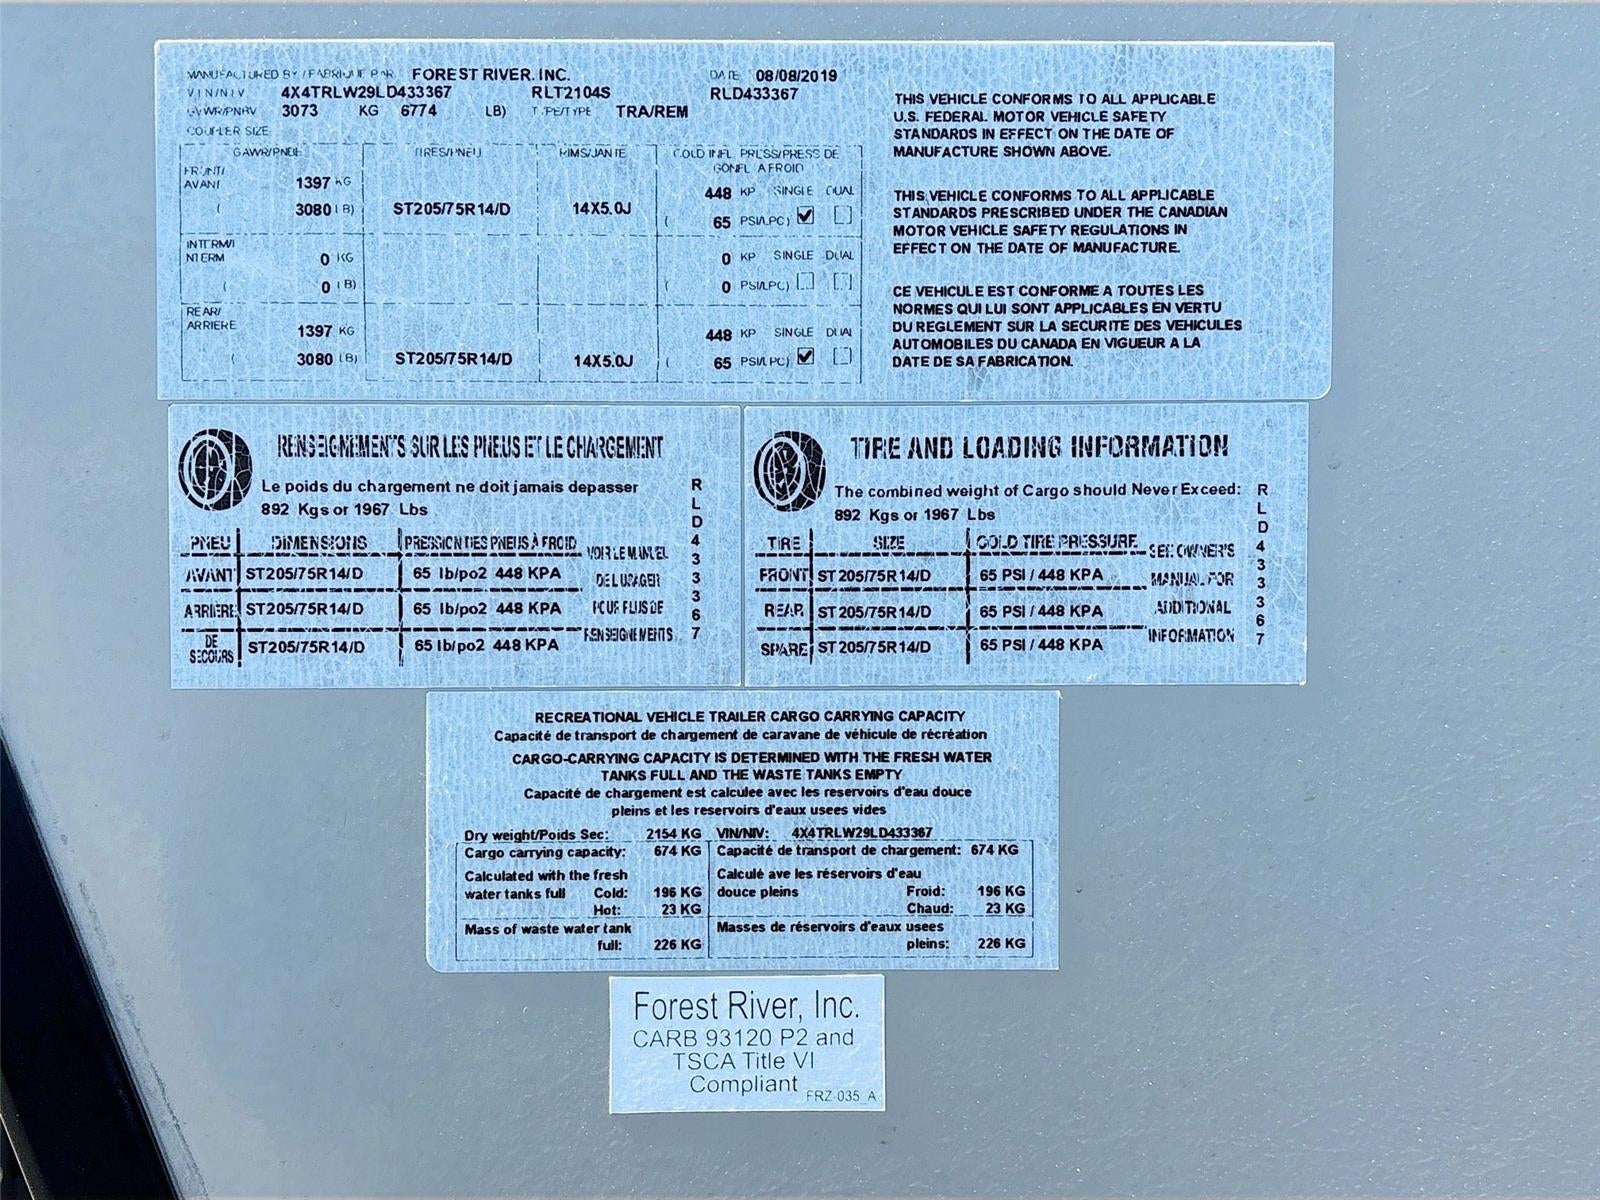 MANUFACTURED BY / FABRIQUE PAR FOREST RIVER, INC. DATE 08/08/2019
VIN/NIV 4X4TRLW29LD433367 RLT2104S RLD433367
GVWR/PNBV 3073 KG 6774 LB) TYPE/TYPE TRA/REM
COUPLER SIZE
GAWR/PNBE TIRES/PNEU RIMS/JANTE COLD INFL PRESS/PRESS DE
GONFL A FROID
FRONT/
AVANT 1397 KG 448 KP SINGLE DUAL
( 3080 LB) ST205/75R14/D 14X5.0J ( 65 PSI/LPC)
INTERM/I
NTERM 0 KG 0 KP SINGLE DUAL
( 0 LB) ( 0 PSI/LPC)
REAR/
ARRIERE 1397 KG 448 KP SINGLE DUAL
( 3080 LB) ST205/75R14/D 14X5.0J ( 65 PSI/LPC)
THIS VEHICLE CONFORMS TO ALL APPLICABLE
U.S. FEDERAL MOTOR VEHICLE SAFETY
STANDARDS IN EFFECT ON THE DATE OF
MANUFACTURE SHOWN ABOVE.
THIS VEHICLE CONFORMS TO ALL APPLICABLE
STANDARDS PRESCRIBED UNDER THE CANADIAN
MOTOR VEHICLE SAFETY REGULATIONS IN
EFFECT ON THE DATE OF MANUFACTURE.
CE VEHICULE EST CONFORME A TOUTES LES
NORMES QUI LUI SONT APPLICABLES EN VERTU
DU REGLEMENT SUR LA SECURITE DES VEHICULES
AUTOMOBILES DU CANADA EN VIGUEUR A LA
DATE DE SA FABRICATION.
RENSEIGNEMENTS SUR LES PNEUS ET LE CHARGEMENT
Le poids du chargement ne doit jamais depasser
892 Kgs or 1967 Lbs
PNEU DIMENSIONS PRESSION DES PNEUS À FROID
AVANT ST205/75R14/D 65 lb/po2 448 KPA
ARRIÈRE ST205/75R14/D 65 lb/po2 448 KPA
DE
SECOURS ST205/75R14/D 65 lb/po2 448 KPA
VOIR LE MANUEL
DE L'USAGER
POUR PLUS DE
RENSEIGNEMENTS
RLD433367
TIRE AND LOADING INFORMATION
The combined weight of Cargo should Never Exceed:
892 Kgs or 1967 Lbs
TIRE SIZE COLD TIRE PRESSURE
FRONT ST205/75R14/D 65 PSI / 448 KPA
REAR ST205/75R14/D 65 PSI / 448 KPA
SPARE ST205/75R14/D 65 PSI / 448 KPA
SEE OWNER'S
MANUAL FOR
ADDITIONAL
INFORMATION
RLD433367
RECREATIONAL VEHICLE TRAILER CARGO CARRYING CAPACITY
Capacité de transport de chargement de caravane de véhicule de récréation
CARGO-CARRYING CAPACITY IS DETERMINED WITH THE FRESH WATER
TANKS FULL AND THE WASTE TANKS EMPTY
Capacité de chargement est calculee avec les reservoirs d'eau douce
pleins et les reservoirs d'eaux usees vides
Dry weight/Poids Sec: 2154 KG VIN/NIV: 4X4TRLW29LD433367
Cargo carrying capacity: 674 KG Capacité de transport de chargement: 674 KG
Calculated with the fresh Calculé ave les réservoirs d'eau
water tanks full Cold: 196 KG douce pleins Froid: 196 KG
Hot: 23 KG Chaud: 23 KG
Mass of waste water tank Masses de réservoirs d'eaux usees
full: 226 KG pleins: 226 KG
Forest River, Inc.
CARB 93120 P2 and
TSCA Title VI
Compliant
FRZ-035_A